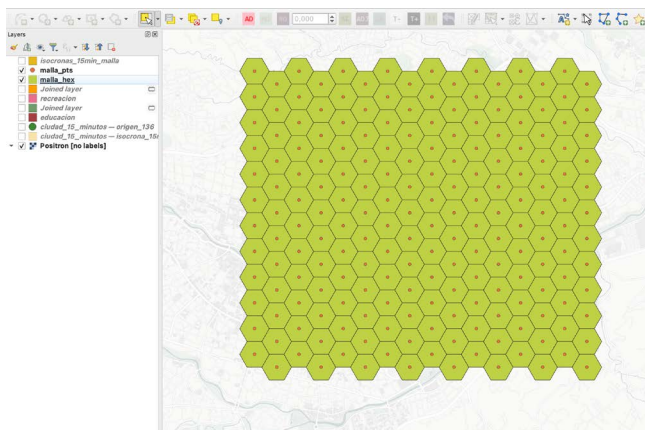 AD
0,000
T-
T+
Layers
isocronas_15min_malla
malla_pts
malla_hex
Joined layer
recreacion
Joined layer
educacion
ciudad_15_minutos — origen_136
ciudad_15_minutos — isocrona_15
Positron [no labels]